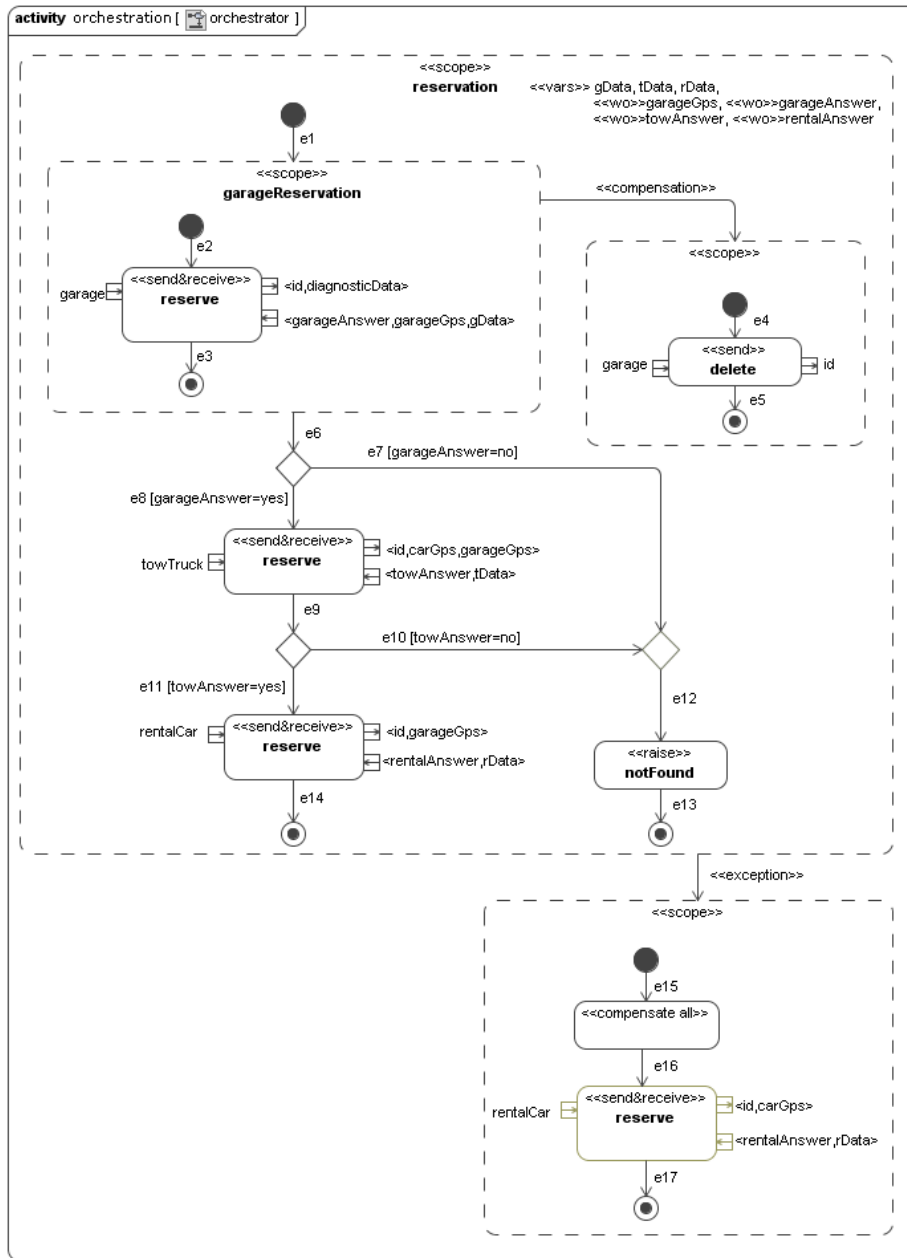 activity orchestration [ orchestrator ]
<<scope>>
reservation
<<vars>> gData, tData, rData,
<<wo>>garageGps, <<wo>>garageAnswer,
<<wo>>towAnswer, <<wo>>rentalAnswer
e1
<<scope>>
garageReservation
<<compensation>>
e2
<<send&receive>>
reserve
garage
<id,diagnosticData>
<garageAnswer,garageGps,gData>
e3
<<scope>>
e4
<<send>>
delete
garage
id
e5
e6
e7 [garageAnswer=no]
e8 [garageAnswer=yes]
<<send&receive>>
reserve
towTruck
<id,carGps,garageGps>
<towAnswer,tData>
e9
e10 [towAnswer=no]
e11 [towAnswer=yes]
e12
<<send&receive>>
reserve
rentalCar
<id,garageGps>
<rentalAnswer,rData>
<<raise>>
notFound
e14
e13
<<exception>>
<<scope>>
e15
<<compensate all>>
e16
<<send&receive>>
reserve
rentalCar
<id,carGps>
<rentalAnswer,rData>
e17